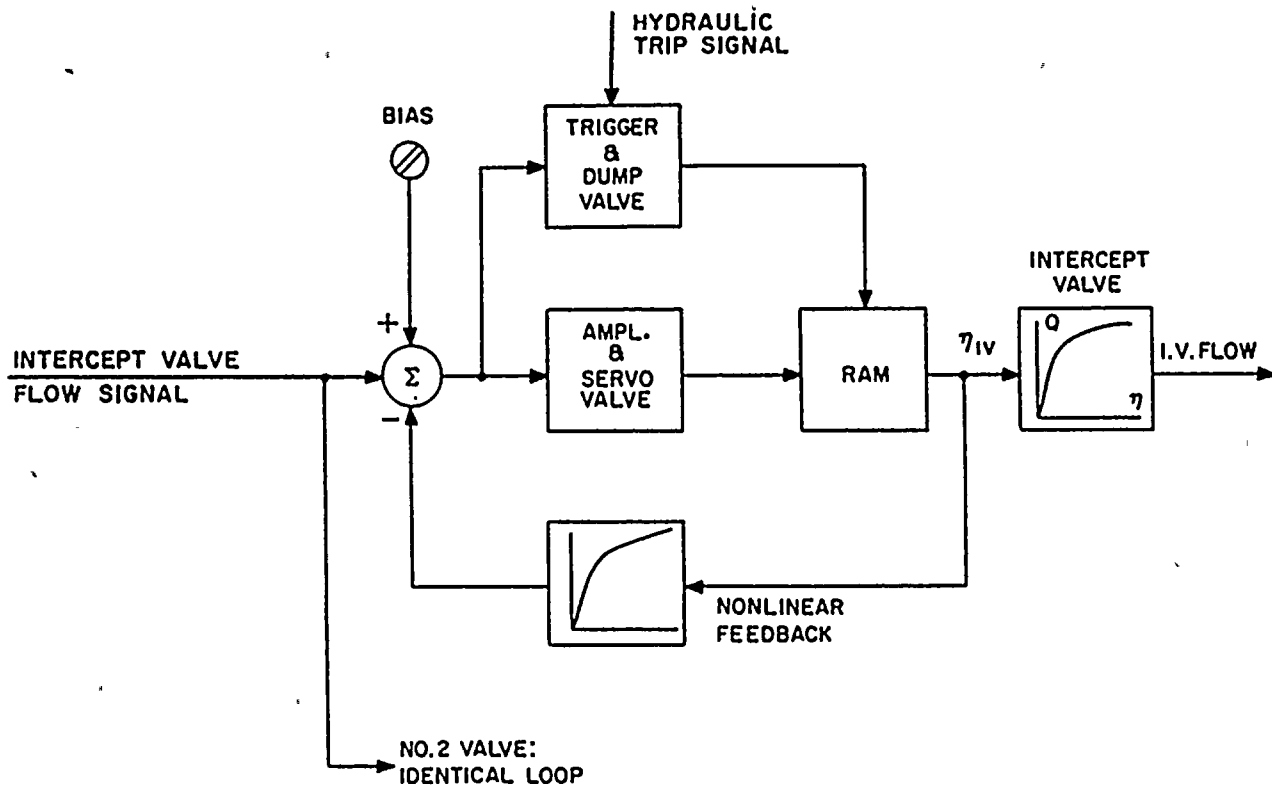 HYDRAULIC
TRIP SIGNAL
BIAS
TRIGGER
&
DUMP
VALVE
INTERCEPT
VALVE
+
INTERCEPT VALVE
FLOW SIGNAL
Σ
−
AMPL.
&
SERVO
VALVE
RAM
ηIV
Q
η
I.V. FLOW
NONLINEAR
FEEDBACK
NO.2 VALVE:
IDENTICAL LOOP